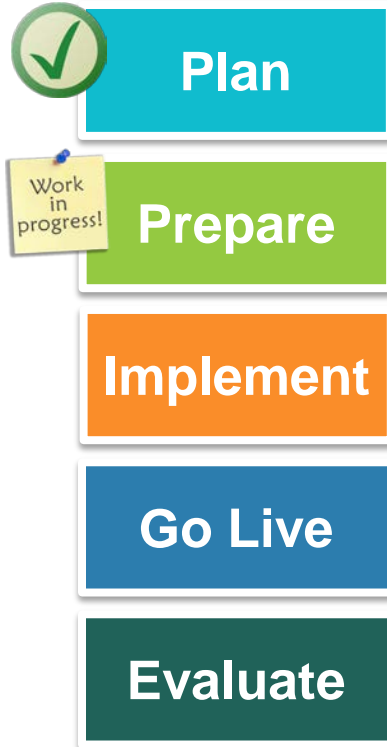 Plan
Work
in
progress!
Prepare
Implement
Go Live
Evaluate